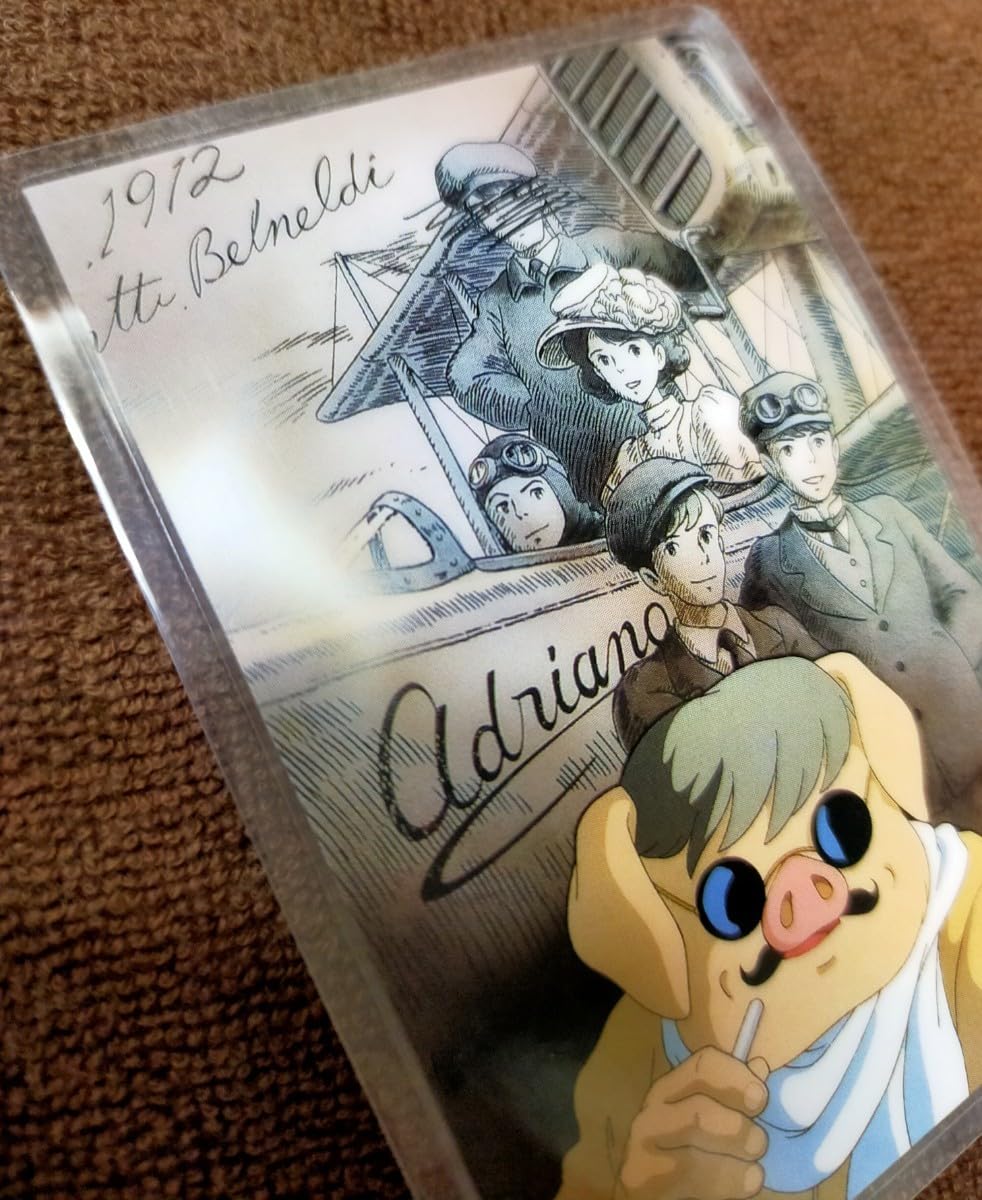 .1912
tti. Belneldi
Adriano